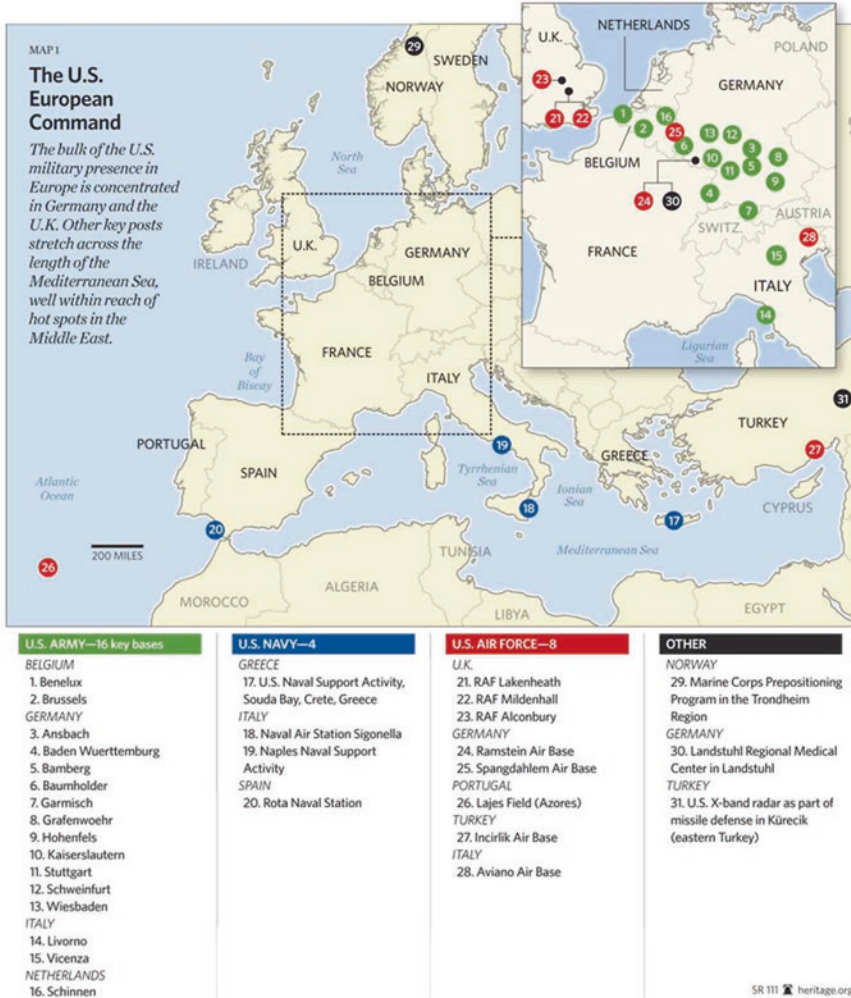 MAP 1
The U.S.
European
Command
The bulk of the U.S.
military presence in
Europe is concentrated
in Germany and the
U.K. Other key posts
stretch across the
length of the
Mediterranean Sea,
well within reach of
hot spots in the
Middle East.
29
SWEDEN
NORWAY
North
Sea
U.K.
IRELAND
GERMANY
BELGIUM
Bay
of
Biscay
FRANCE
ITALY
PORTUGAL
SPAIN
Atlantic
Ocean
200 MILES
26
20
19
Tyrrhenian
Sea
18
Ionian
Sea
GREECE
17
Mediterranean Sea
TURKEY
31
27
CYPRUS
MOROCCO
ALGERIA
TUNISIA
LIBYA
EGYPT
U.K.
NETHERLANDS
POLAND
GERMANY
23
21
22
1
2
16
25
6
13
12
3
8
10
11
5
9
4
7
24
30
BELGIUM
FRANCE
SWITZ.
AUSTRIA
28
15
ITALY
14
Ligurian
Sea
U.S. ARMY—16 key bases
BELGIUM
1. Benelux
2. Brussels
GERMANY
3. Ansbach
4. Baden Wuerttemburg
5. Bamberg
6. Baumholder
7. Garmisch
8. Grafenwoehr
9. Hohenfels
10. Kaiserslautern
11. Stuttgart
12. Schweinfurt
13. Wiesbaden
ITALY
14. Livorno
15. Vicenza
NETHERLANDS
16. Schinnen
U.S. NAVY—4
GREECE
17. U.S. Naval Support Activity,
Souda Bay, Crete, Greece
ITALY
18. Naval Air Station Sigonella
19. Naples Naval Support
Activity
SPAIN
20. Rota Naval Station
U.S. AIR FORCE—8
U.K.
21. RAF Lakenheath
22. RAF Mildenhall
23. RAF Alconbury
GERMANY
24. Ramstein Air Base
25. Spangdahlem Air Base
PORTUGAL
26. Lajes Field (Azores)
TURKEY
27. Incirlik Air Base
ITALY
28. Aviano Air Base
OTHER
NORWAY
29. Marine Corps Prepositioning
Program in the Trondheim
Region
GERMANY
30. Landstuhl Regional Medical
Center in Landstuhl
TURKEY
31. U.S. X-band radar as part of
missile defense in Kürecik
(eastern Turkey)
SR 111 heritage.org